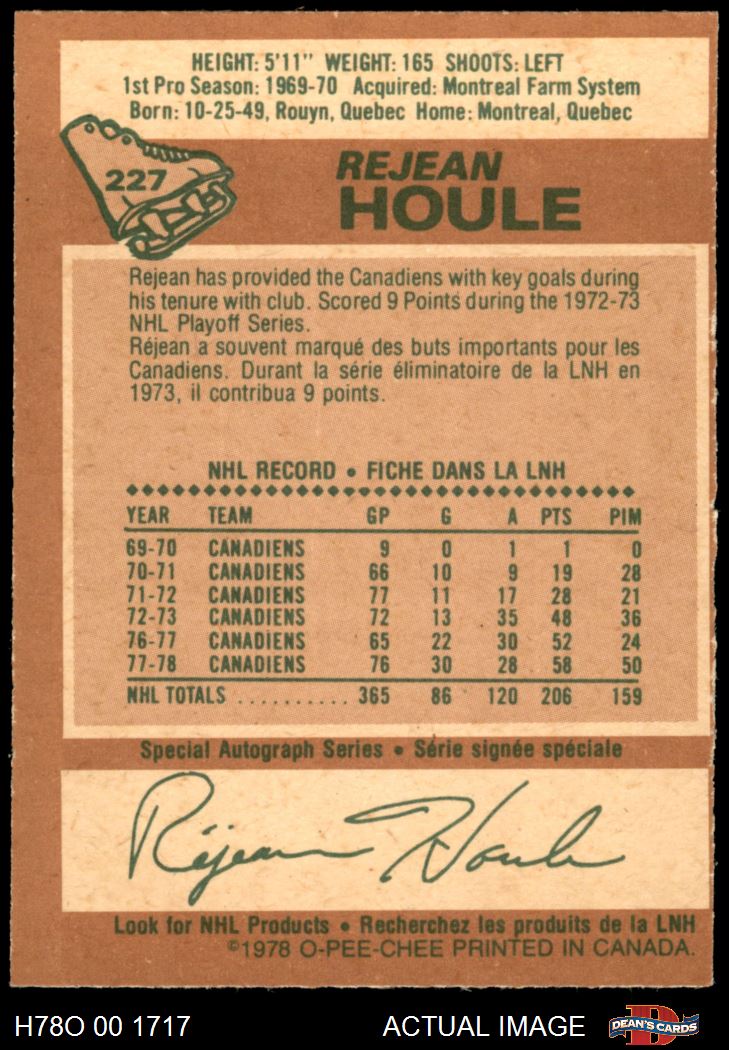 HEIGHT: 5'11" WEIGHT: 165 SHOOTS: LEFT
1st Pro Season: 1969-70 Acquired: Montreal Farm System
Born: 10-25-49, Rouyn, Quebec Home: Montreal, Quebec
227
REJEAN
HOULE
Rejean has provided the Canadiens with key goals during
his tenure with club. Scored 9 Points during the 1972-73
NHL Playoff Series.
Réjean a souvent marqué des buts importants pour les
Canadiens. Durant la série éliminatoire de la LNH en
1973, il contribua 9 points.
NHL RECORD • FICHE DANS LA LNH
YEAR TEAM GP G A PTS PIM
69-70 CANADIENS 9 0 1 1 0
70-71 CANADIENS 66 10 9 19 28
71-72 CANADIENS 77 11 17 28 21
72-73 CANADIENS 72 13 35 48 36
76-77 CANADIENS 65 22 30 52 24
77-78 CANADIENS 76 30 28 58 50
NHL TOTALS .......... 365 86 120 206 159
Special Autograph Series • Série signée spéciale
Réjean Houle
Look for NHL Products • Recherchez les produits de la LNH
©1978 O-PEE-CHEE PRINTED IN CANADA.
H78O 00 1717 ACTUAL IMAGE DEAN'S CARDS